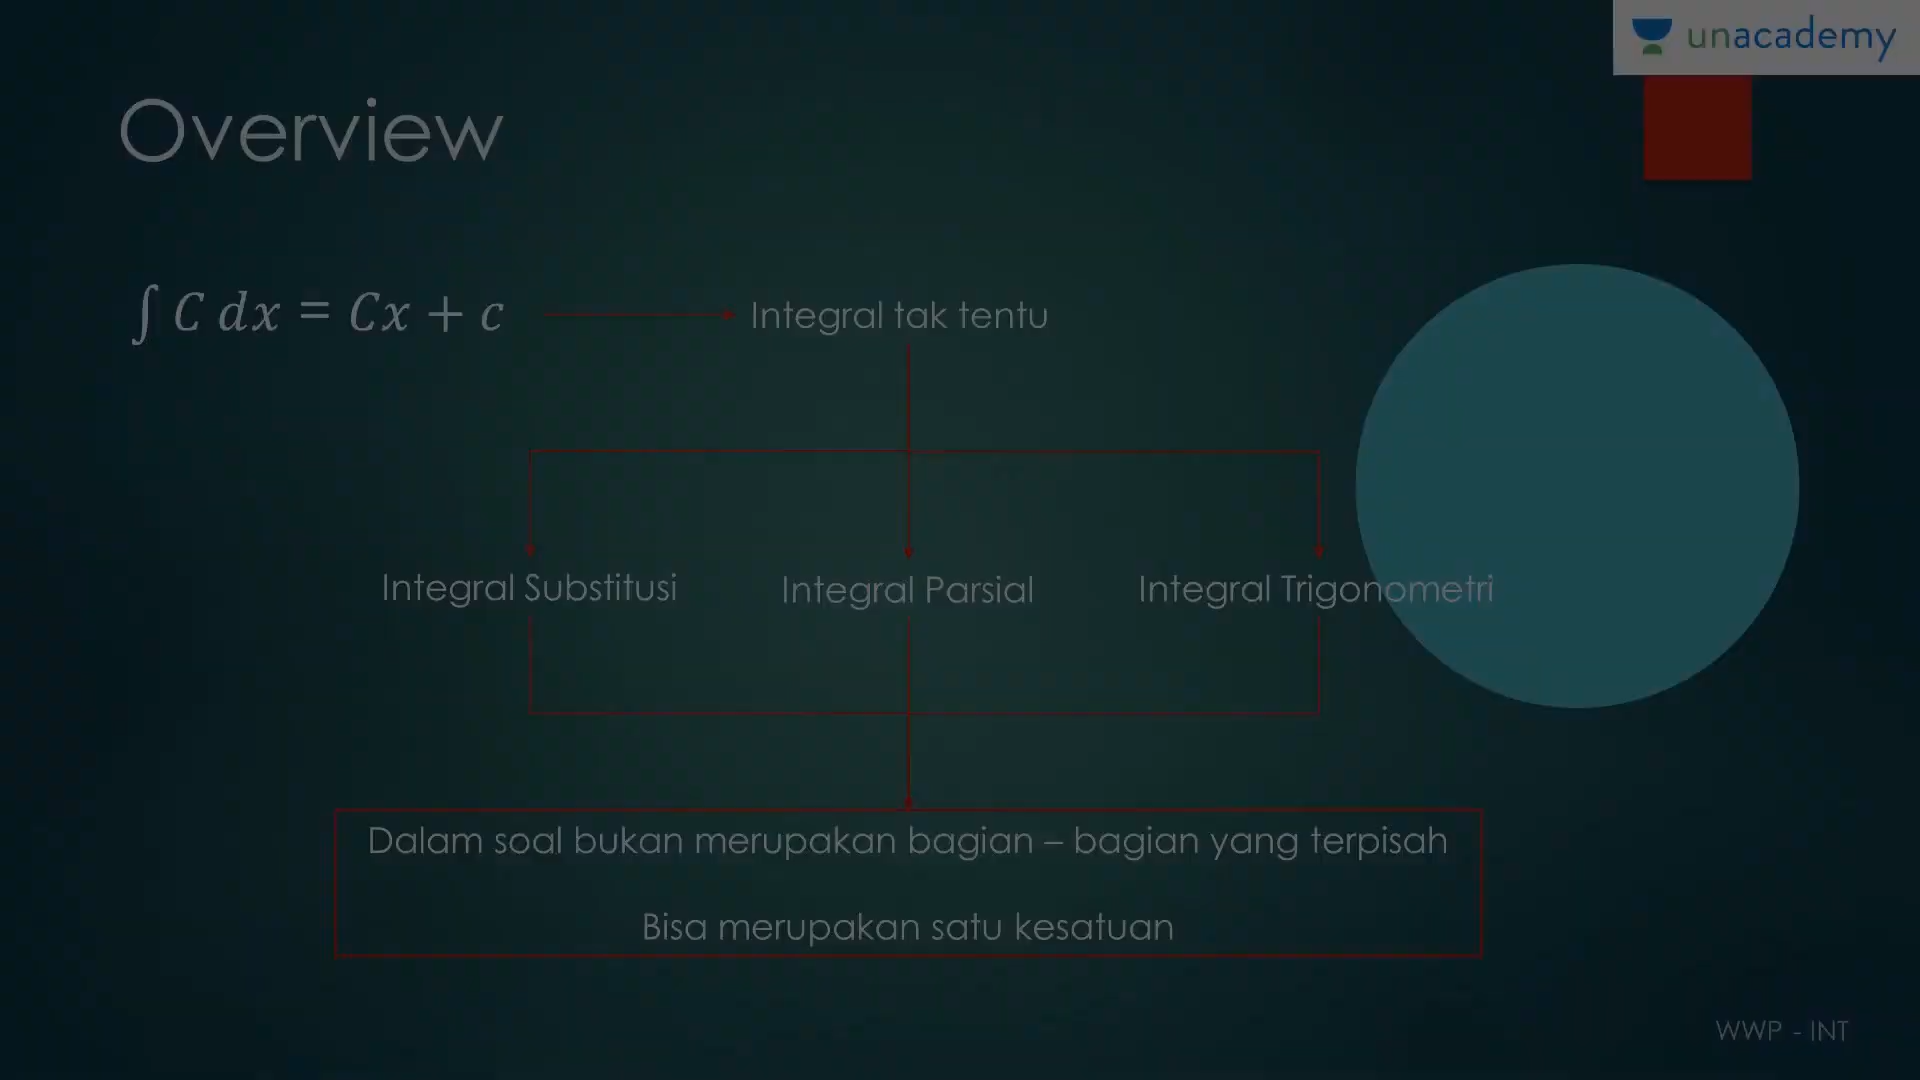 unacademy
Overview
∫ C dx = Cx + c
Integral tak tentu
Integral Substitusi
Integral Parsial
Integral Trigonometri
Dalam soal bukan merupakan bagian – bagian yang terpisah
Bisa merupakan satu kesatuan
WWP - INT